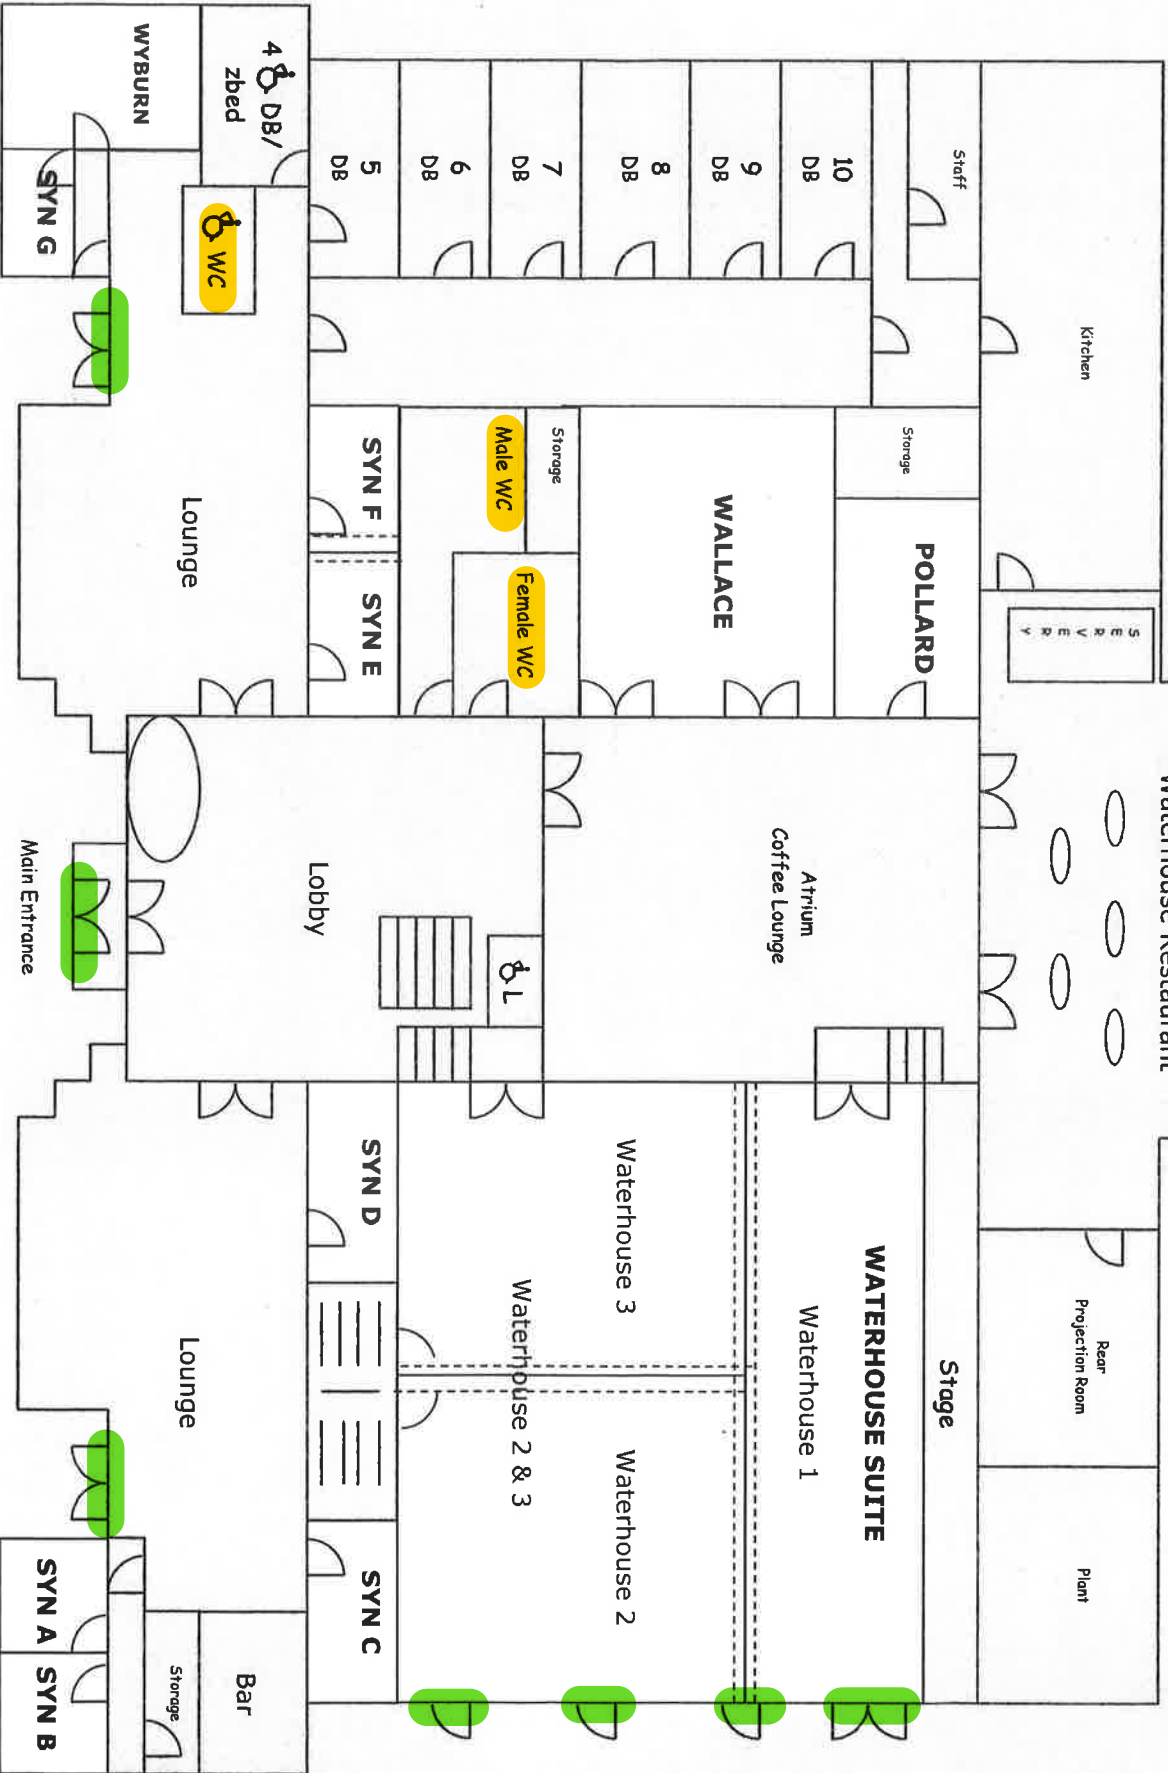 WYBURN
4 DB/
zbed
SYN G
WC
5
DB
6
DB
7
DB
8
DB
9
DB
10
DB
Staff
Kitchen
Lounge
SYN F
SYN E
Male WC
Storage
Female WC
WALLACE
Storage
POLLARD
SERVERY
Main Entrance
Lobby
L
Atrium
Coffee Lounge
Waterhouse Restaurant
Lounge
SYN D
Waterhouse 3
Waterhouse 2 & 3
Waterhouse 2
Waterhouse 1
WATERHOUSE SUITE
Stage
Rear
Projection Room
Plant
SYN C
SYN A
SYN B
Storage
Bar